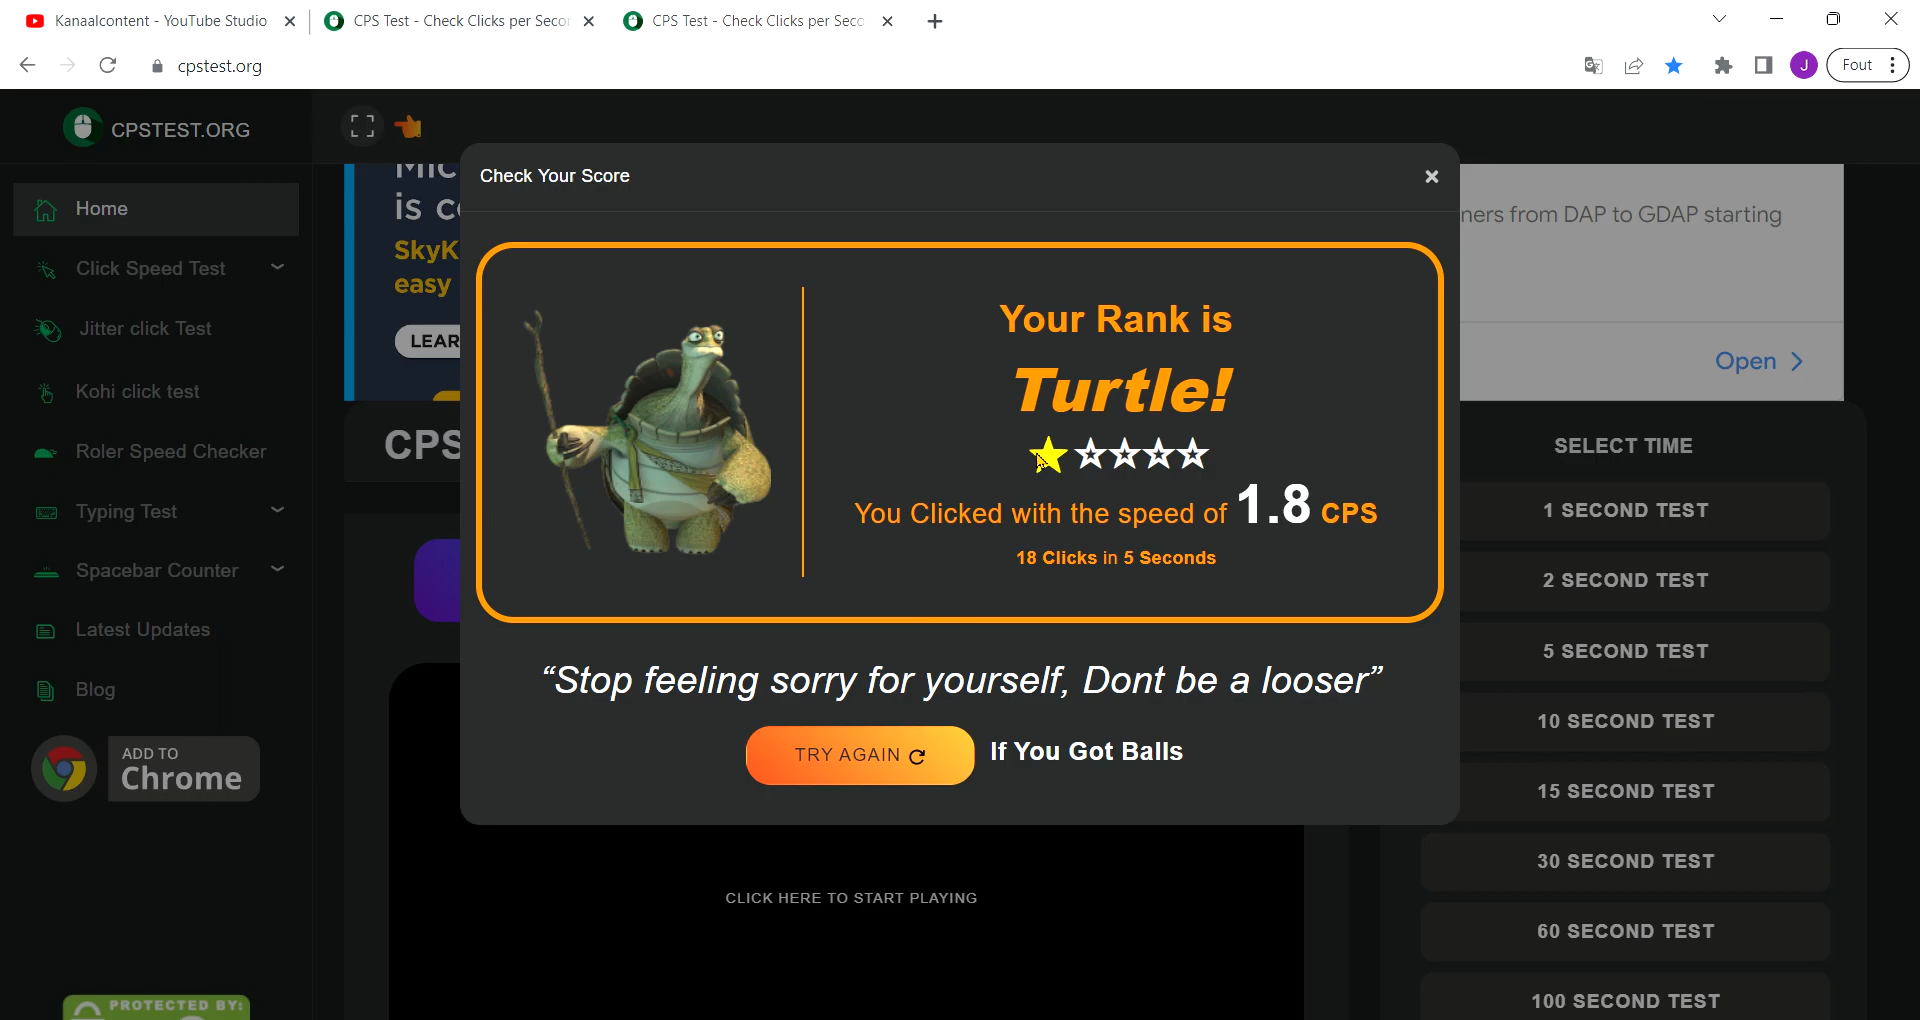 Kanaalcontent - YouTube Studio
CPS Test - Check Clicks per Secon
CPS Test - Check Clicks per Seco
cpstest.org
J
Fout
CPSTEST.ORG
Home
Click Speed Test
Jitter click Test
Kohi click test
Roler Speed Checker
Typing Test
Spacebar Counter
Latest Updates
Blog
ADD TO
Chrome
PROTECTED BY:
is c
SkyK
easy
LEAR
CPS
Check Your Score
Your Rank is
Turtle!
You Clicked with the speed of 1.8 CPS
18 Clicks in 5 Seconds
“Stop feeling sorry for yourself, Dont be a looser”
TRY AGAIN
If You Got Balls
CLICK HERE TO START PLAYING
ners from DAP to GDAP starting
Open
SELECT TIME
1 SECOND TEST
2 SECOND TEST
5 SECOND TEST
10 SECOND TEST
15 SECOND TEST
30 SECOND TEST
60 SECOND TEST
100 SECOND TEST